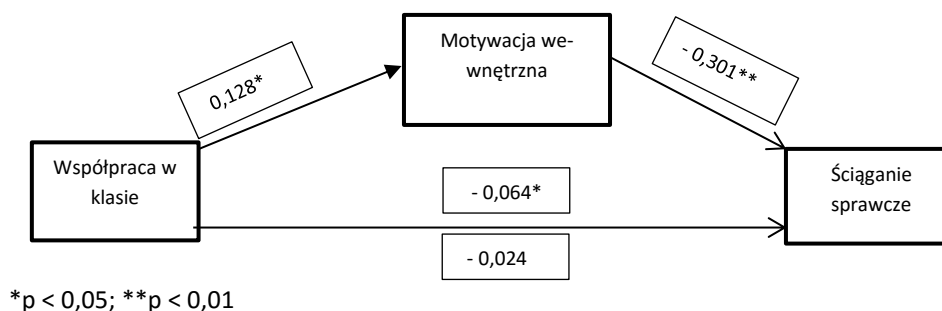 Motywacja we-
wnętrzna
0,128*
- 0,301**
Współpraca w
klasie
- 0,064*
Ściąganie
sprawcze
- 0,024
*p < 0,05; **p < 0,01